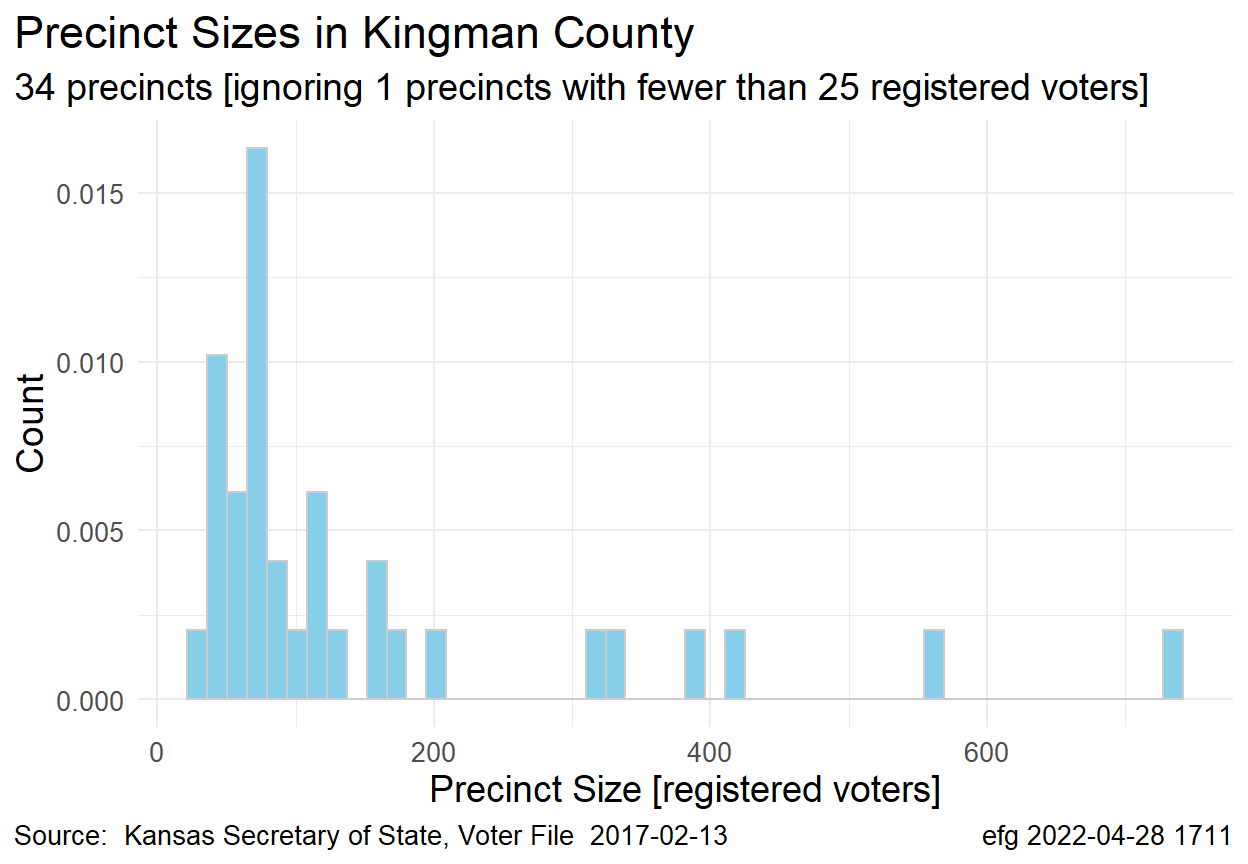 Precinct Sizes in Kingman County
34 precincts [ignoring 1 precincts with fewer than 25 registered voters]
0.015
0.010
0.005
0.000
Count
0 200 400 600
Precinct Size [registered voters]
Source:  Kansas Secretary of State, Voter File  2017-02-13
efg 2022-04-28 1711